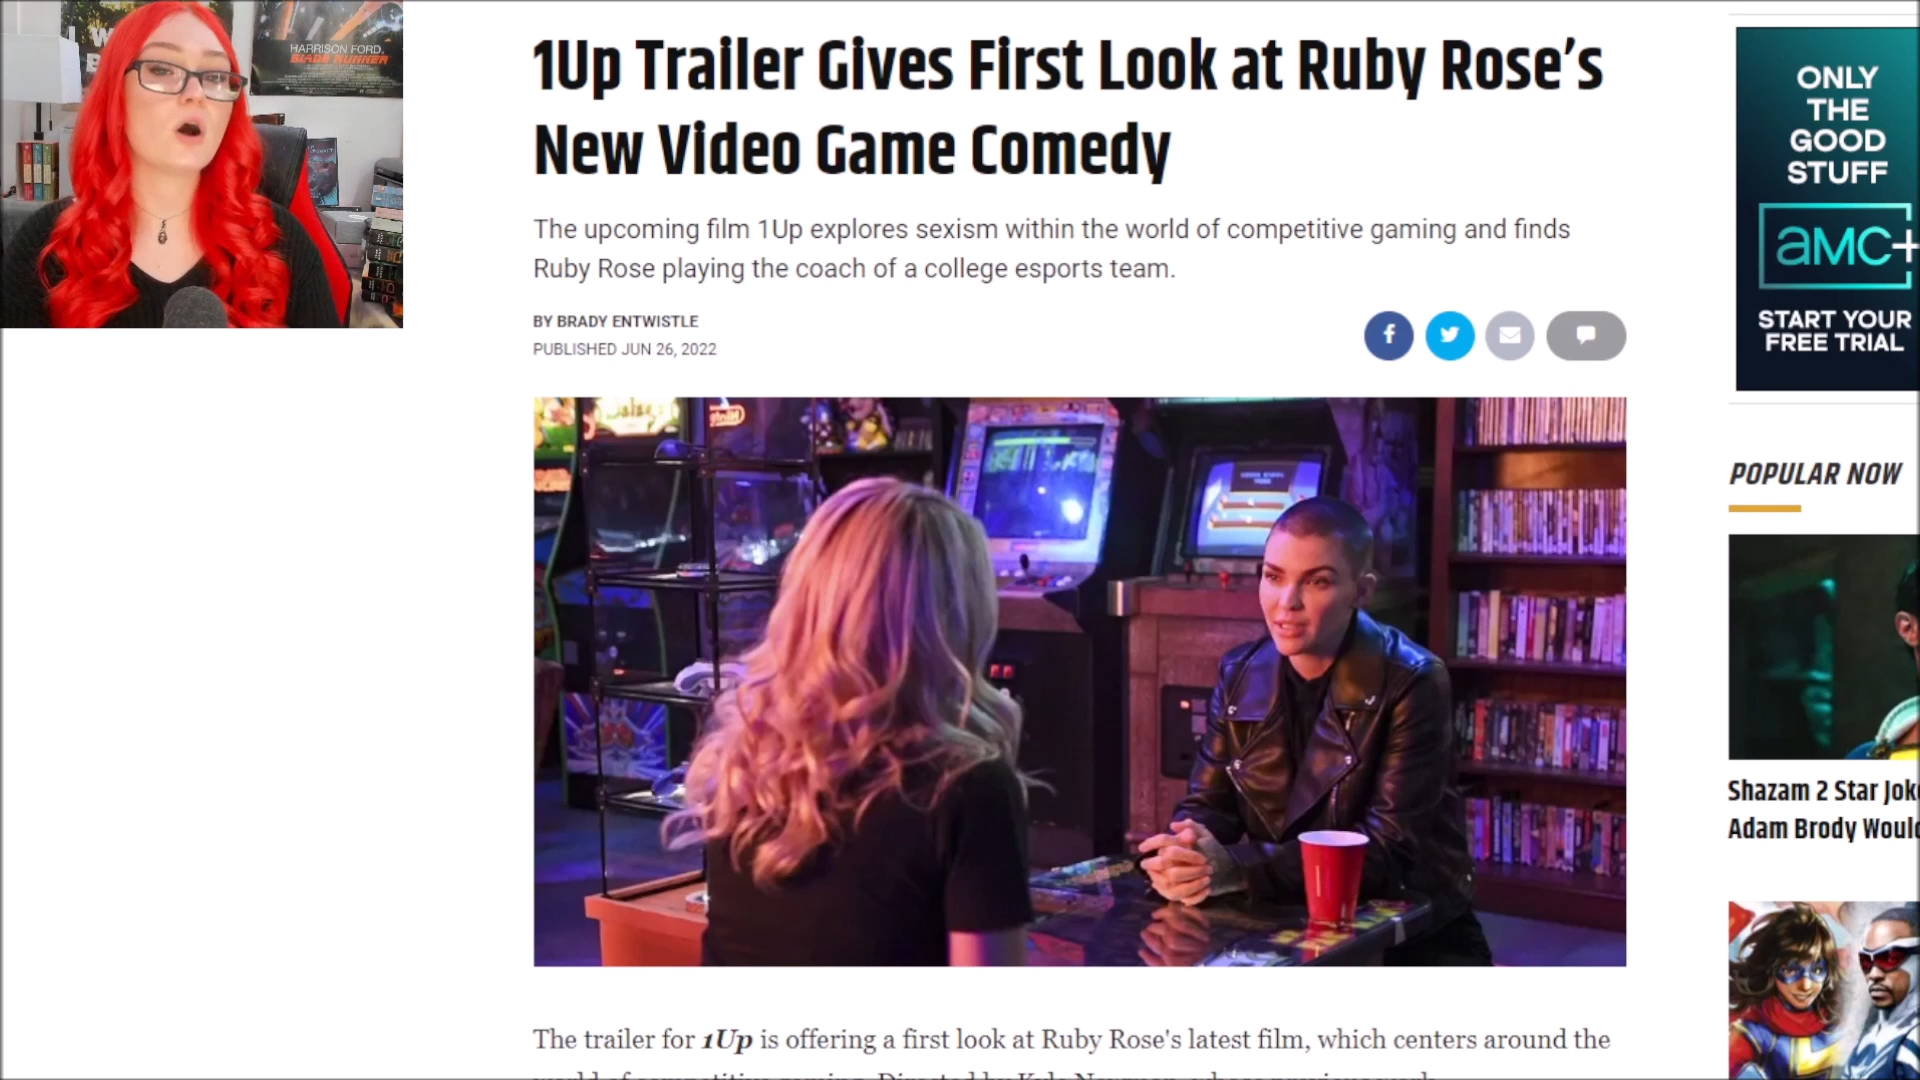 HARRISON FORD.
BLADE RUNNER
1Up Trailer Gives First Look at Ruby Rose's
New Video Game Comedy
The upcoming film 1Up explores sexism within the world of competitive gaming and finds
Ruby Rose playing the coach of a college esports team.
BY BRADY ENTWISTLE
PUBLISHED JUN 26, 2022
The trailer for 1Up is offering a first look at Ruby Rose's latest film, which centers around the
ONLY
THE
GOOD
STUFF
aMC+
START YOUR
FREE TRIAL
POPULAR NOW
Shazam 2 Star Jok
Adam Brody Woul